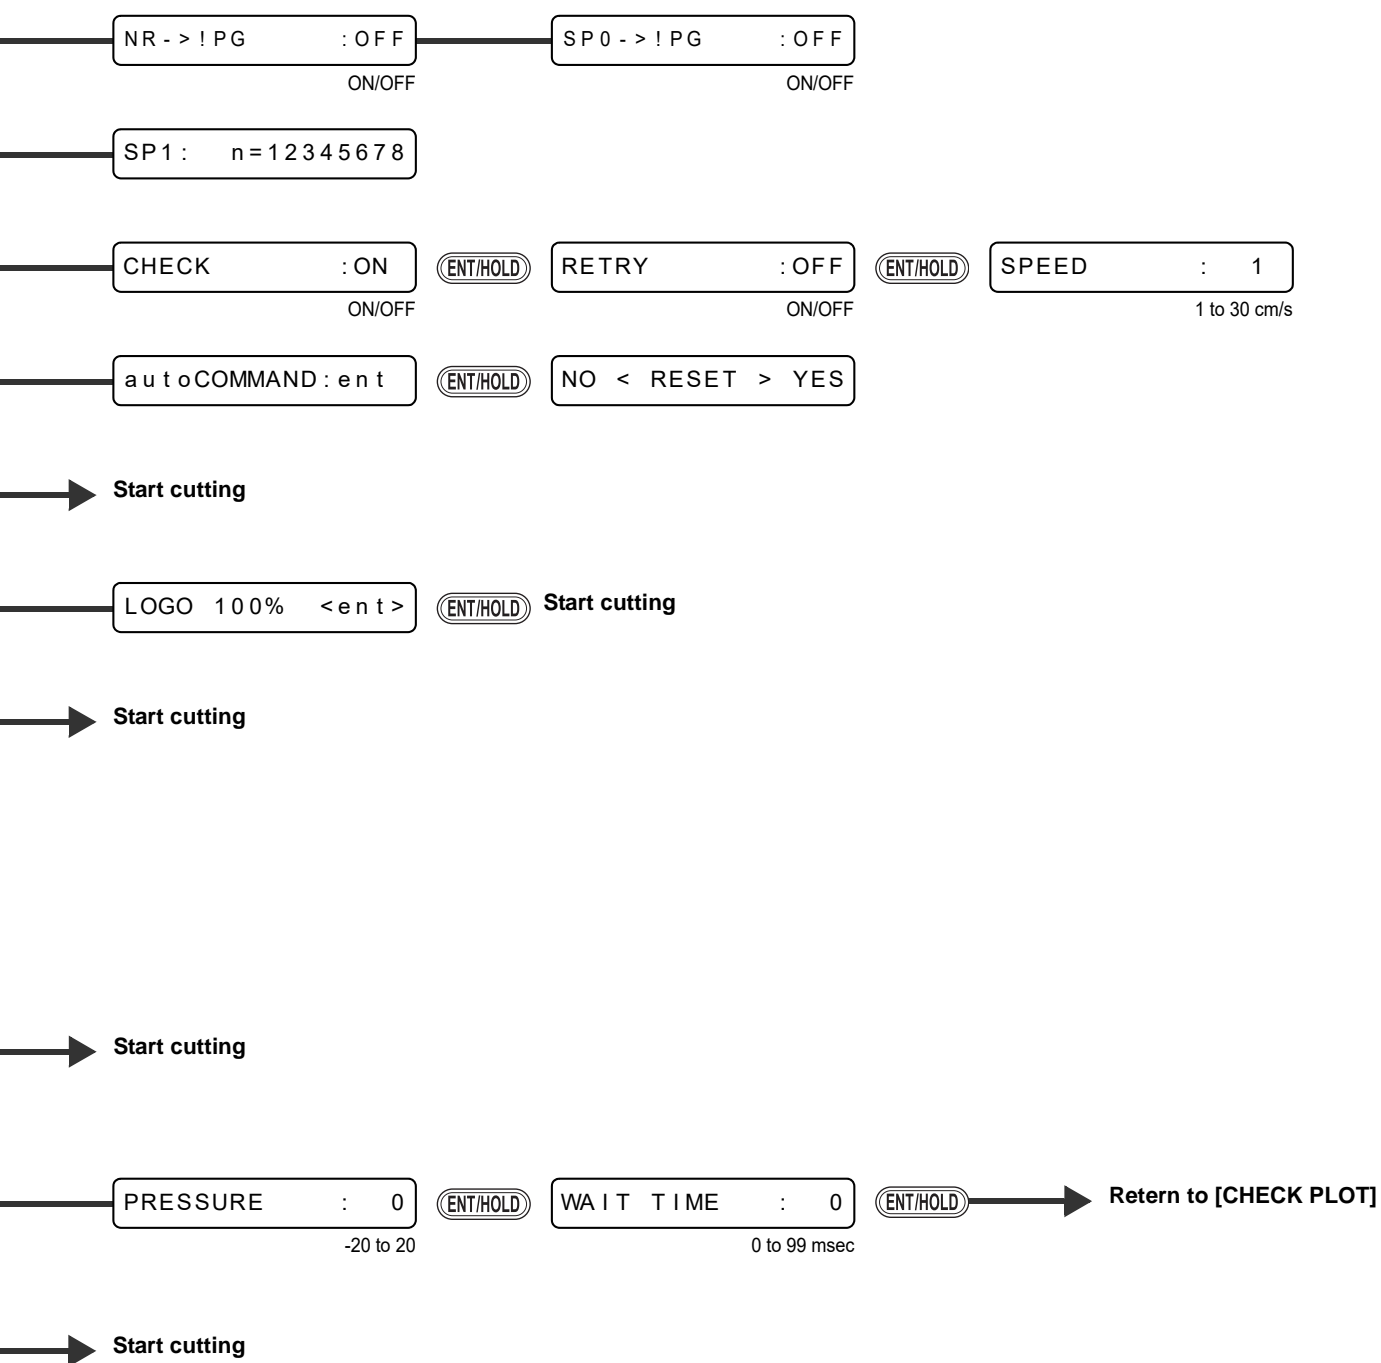 NR->!PG :OFF SP0->!PG :OFF
ON/OFF ON/OFF
SP1: n=12345678
CHECK :ON ENT/HOLD RETRY :OFF ENT/HOLD SPEED : 1
ON/OFF ON/OFF 1 to 30 cm/s
autoCOMMAND:ent ENT/HOLD NO < RESET > YES
Start cutting
LOGO 100% <ent> ENT/HOLD Start cutting
Start cutting
Start cutting
PRESSURE : 0 ENT/HOLD WAIT TIME : 0 ENT/HOLD Retern to [CHECK PLOT]
-20 to 20 0 to 99 msec
Start cutting